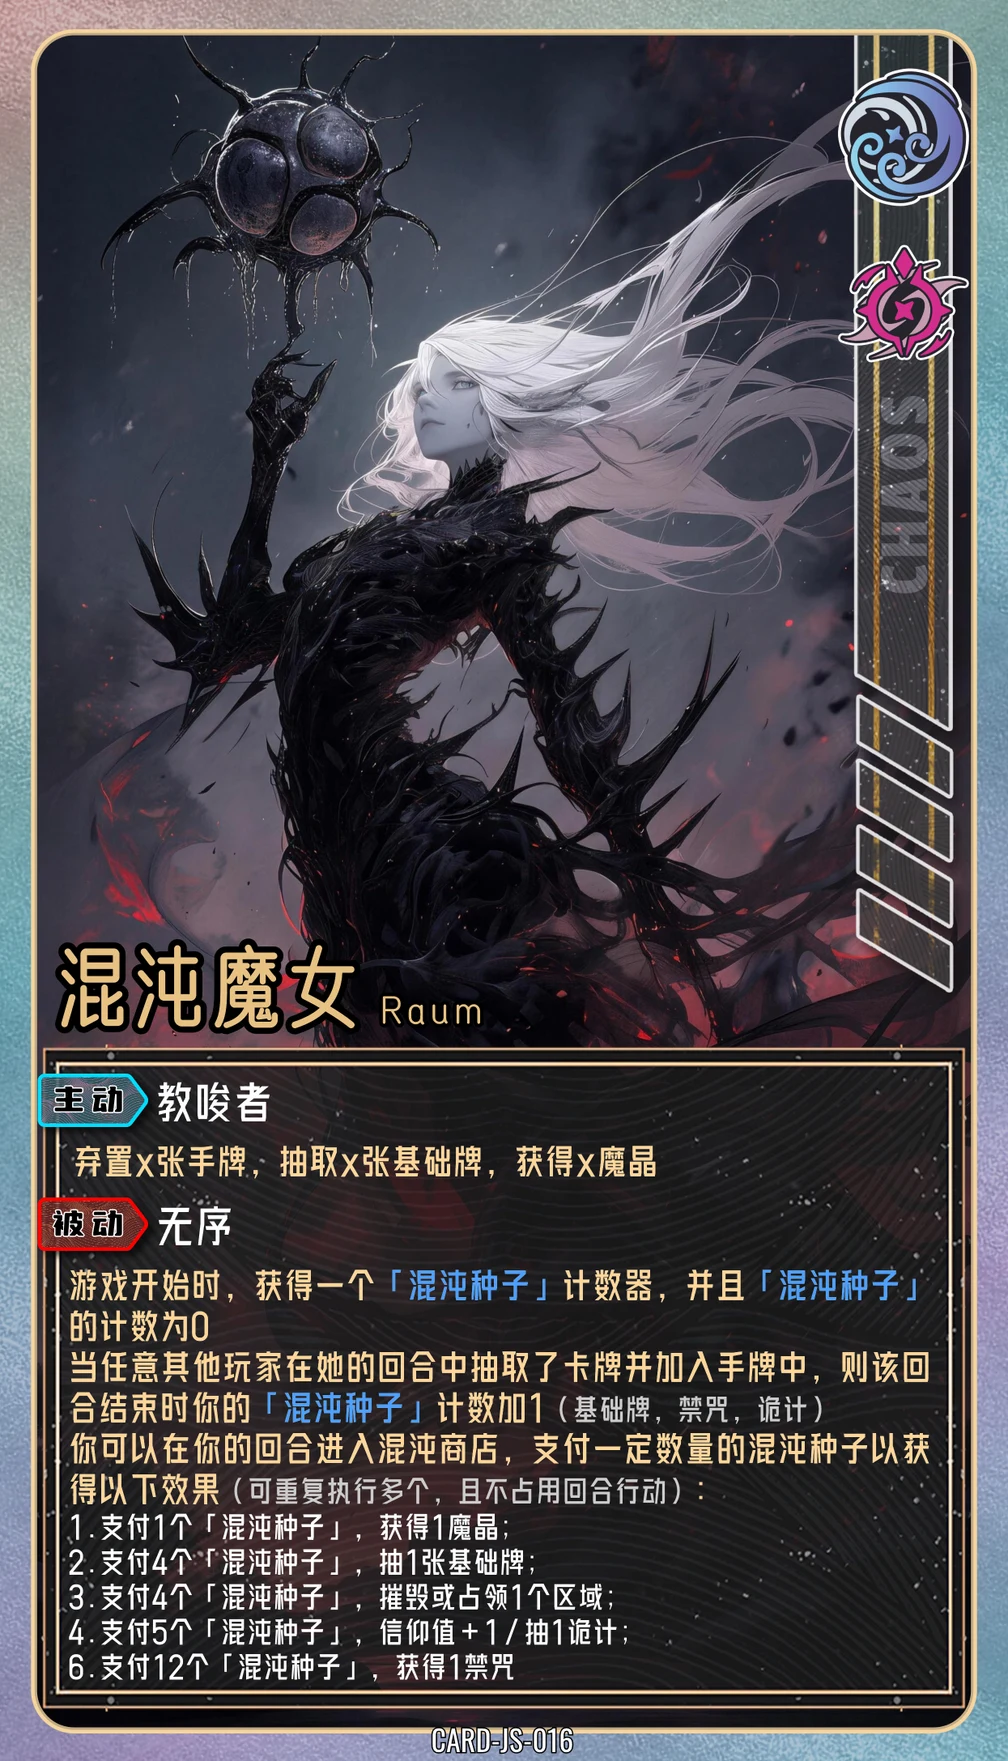 CHAOS
混沌魔女 Raum
主动 教唆者
弃置x张手牌，抽取x张基础牌，获得x魔晶
被动 无序
游戏开始时，获得一个「混沌种子」计数器，并且「混沌种子」
的计数为0
当任意其他玩家在她的回合中抽取了卡牌并加入手牌中，则该回
合结束时你的「混沌种子」计数加1（基础牌，禁咒，诡计）
你可以在你的回合进入混沌商店，支付一定数量的混沌种子以获
得以下效果（可重复执行多个，且不占用回合行动）：
1.支付1个「混沌种子」，获得1魔晶；
2.支付4个「混沌种子」，抽1张基础牌；
3.支付4个「混沌种子」，摧毁或占领1个区域；
4.支付5个「混沌种子」，信仰值+1/抽1诡计；
6.支付12个「混沌种子」，获得1禁咒
CARD-JS-016